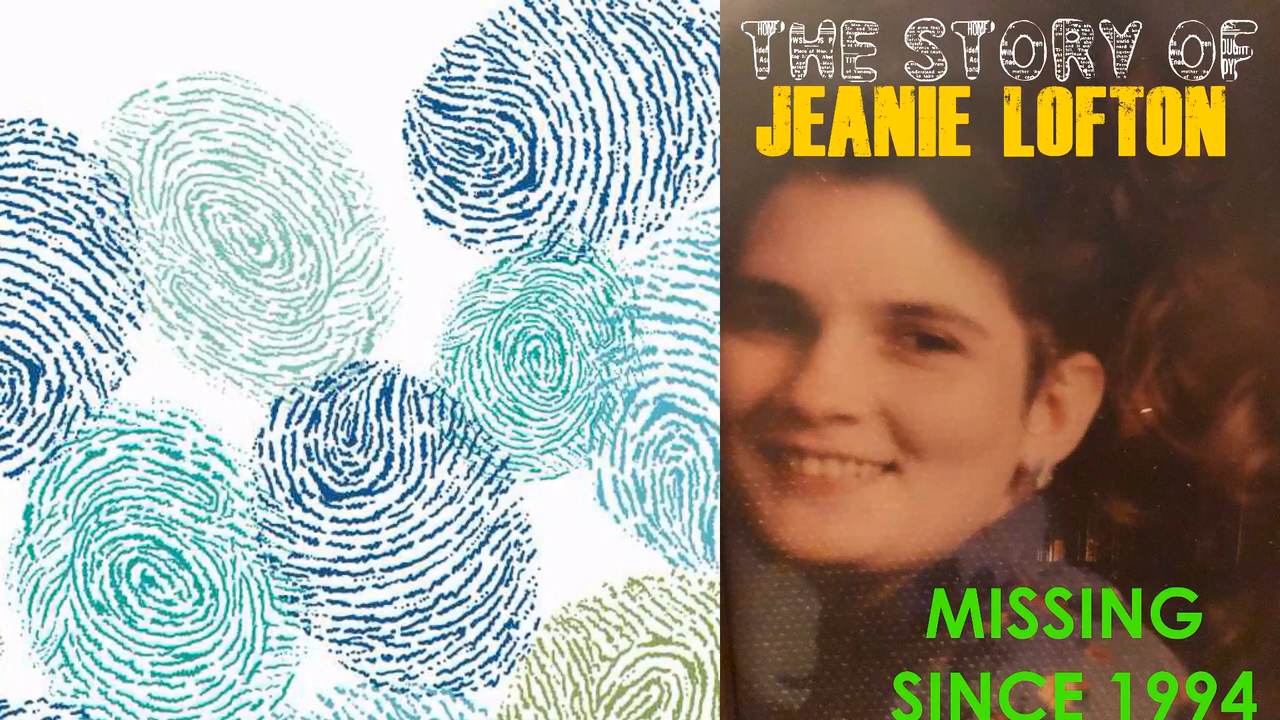 THE STORY OF
JEANIE LOFTON
MISSING
SINCE 1994